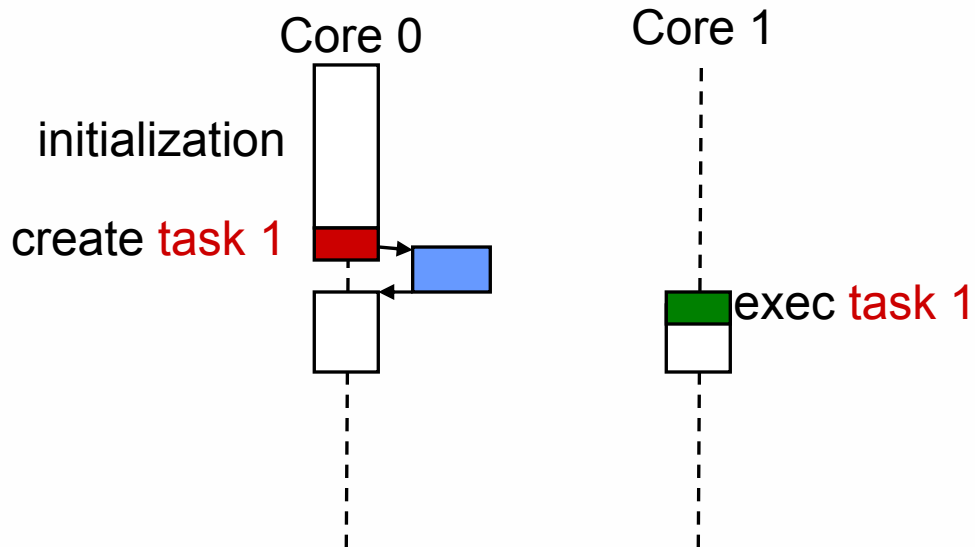 Core 0
Core 1
initialization
create task 1
exec task 1